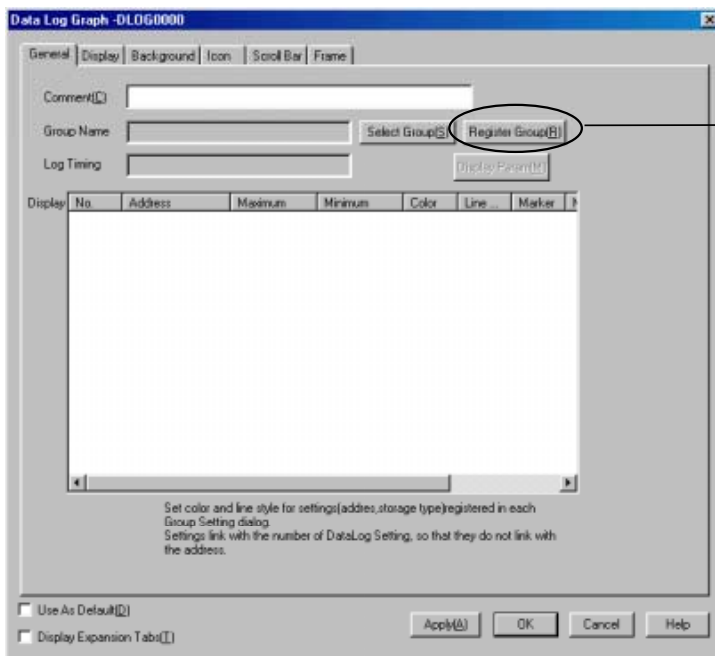 Data Log Graph -DLOG0000
General Display Background Icon Scroll Bar Frame
Comment(C)
Group Name Select Group(S) Register Group(R)
Log Timing Display Param(M)
Display No. Address Maximum Minimum Color Line ... Marker
Set color and line style for settings(addres,storage type)registered in each
Group Setting dialog.
Settings link with the number of DataLog Setting, so that they do not link with
the address.
Use As Default(D)
Display Expansion Tabs(T)
Apply(A) OK Cancel Help